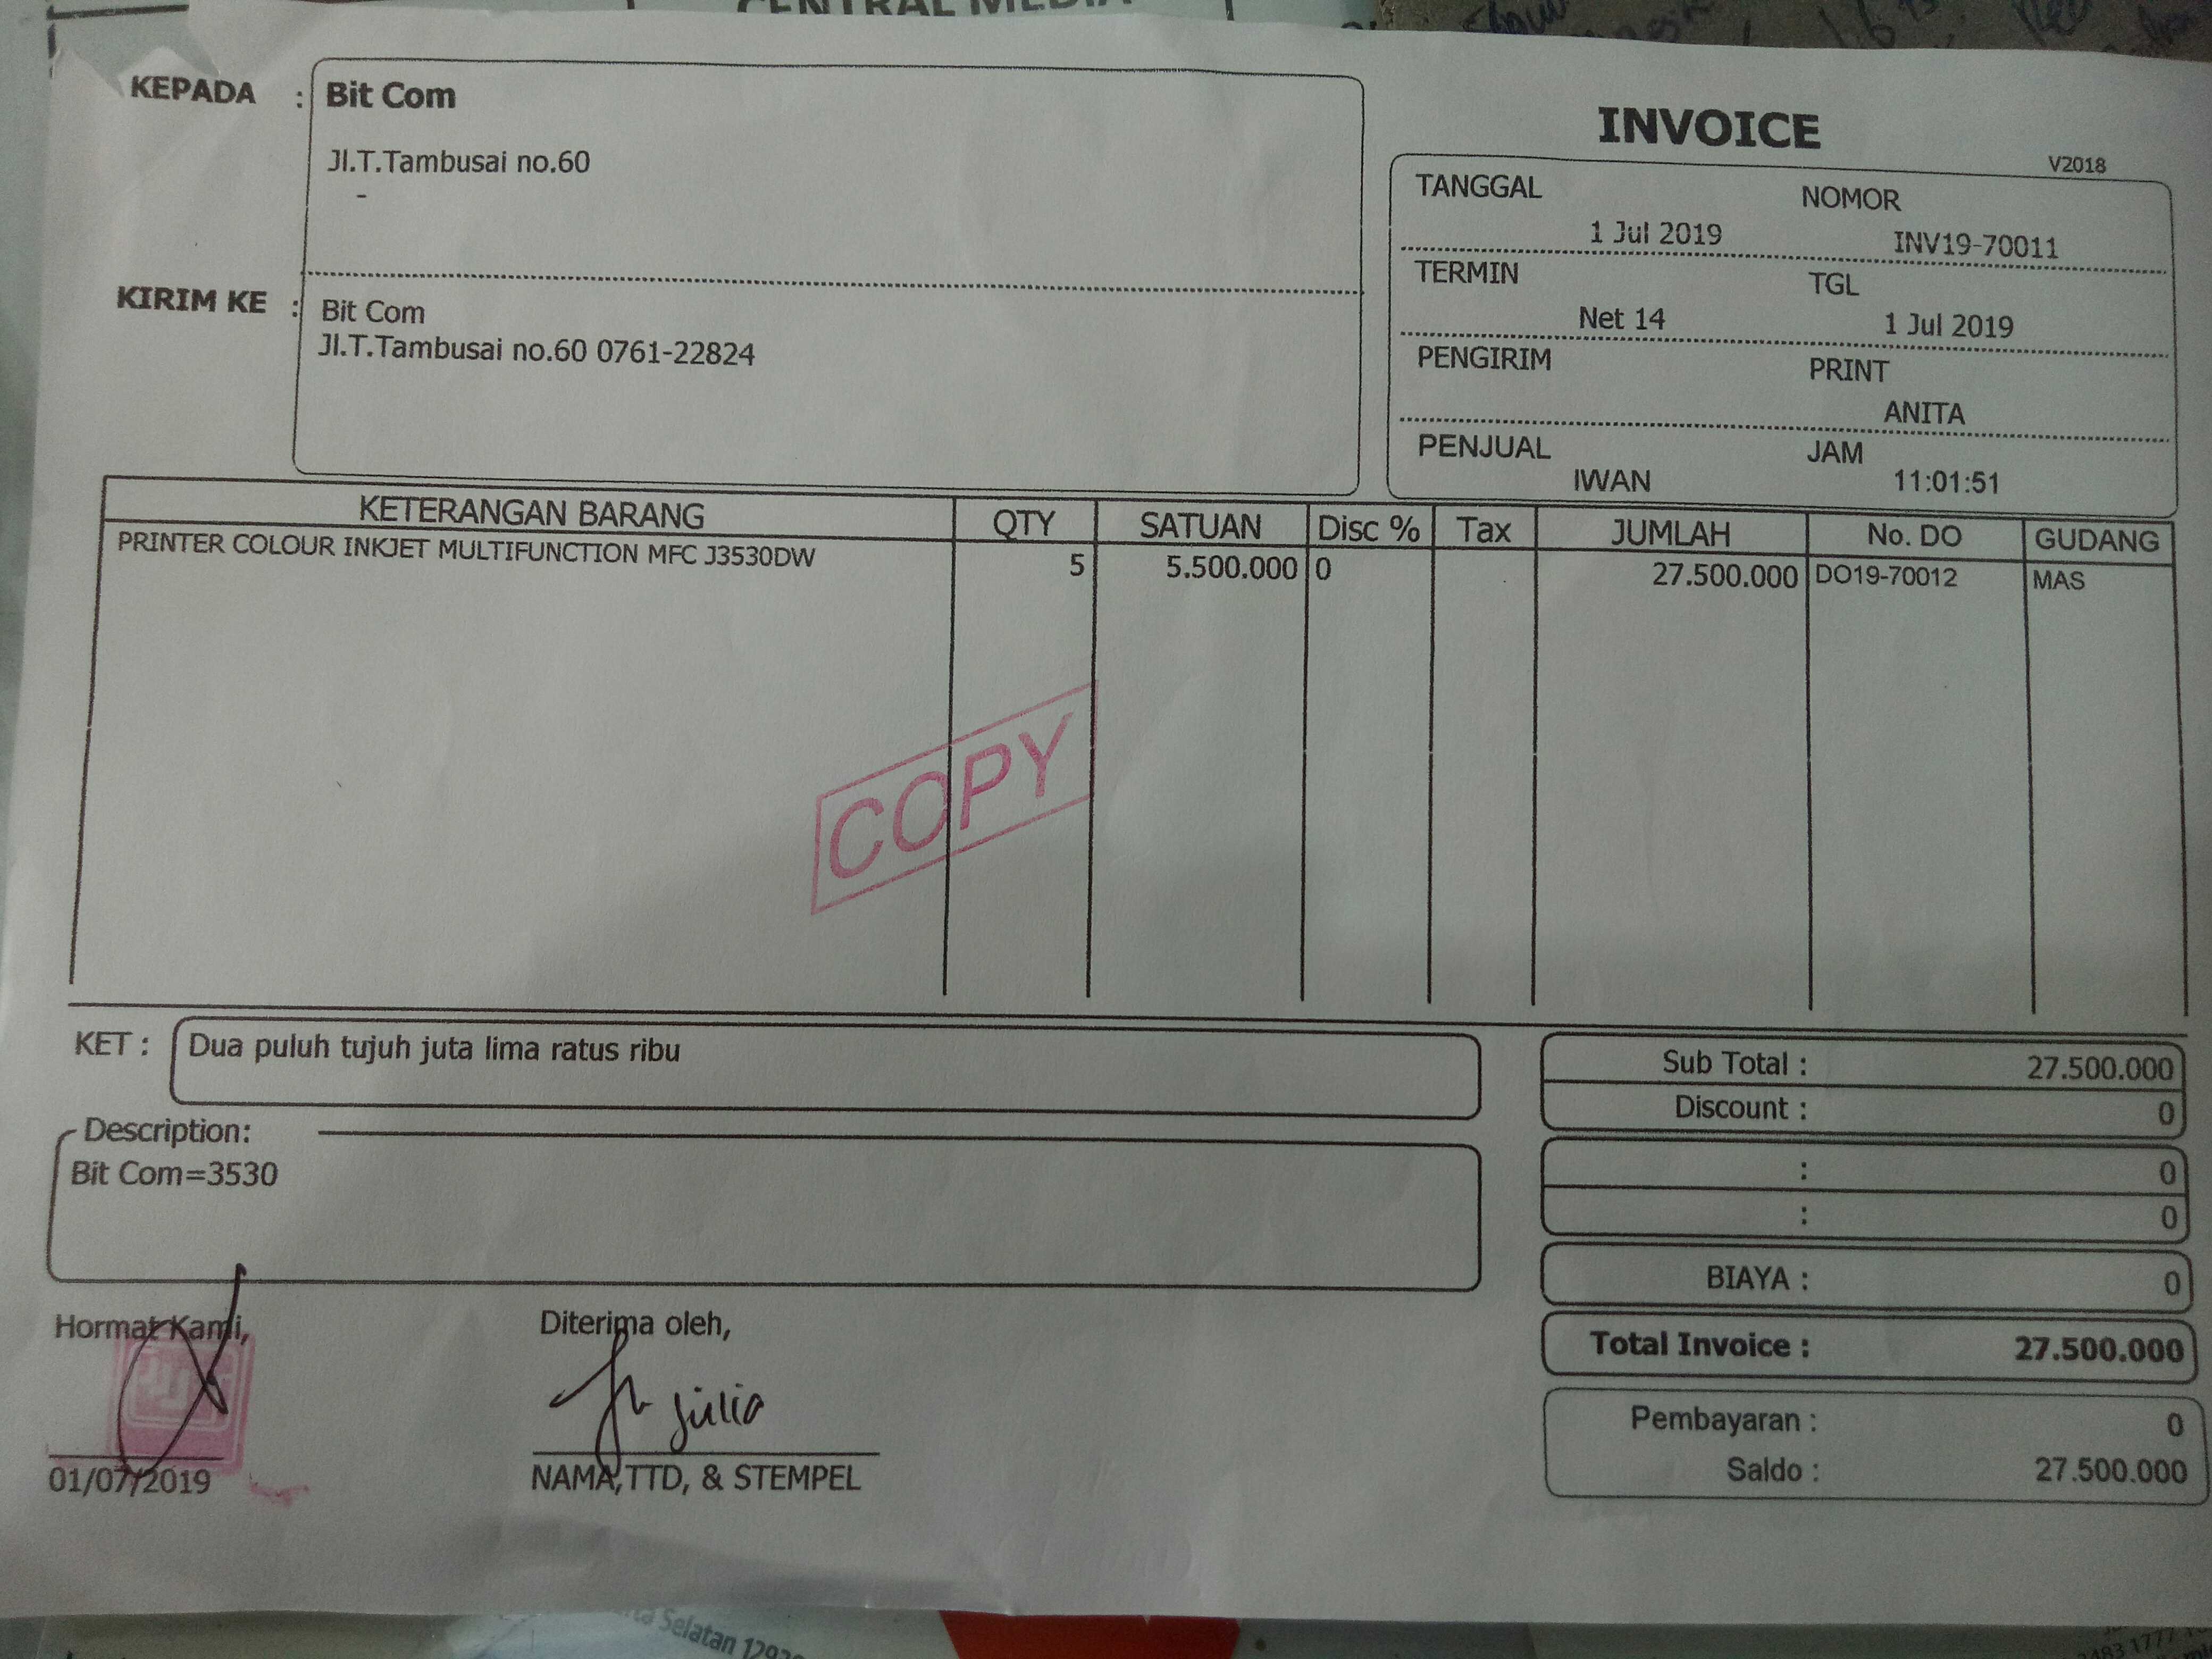 CENTRAL MEDIA
KEPADA : Bit Com
Jl.T.Tambusai no.60
-
KIRIM KE : Bit Com
Jl.T.Tambusai no.60 0761-22824
INVOICE
V2018
TANGGAL NOMOR
1 Jul 2019 INV19-70011
TERMIN TGL
Net 14 1 Jul 2019
PENGIRIM PRINT
ANITA
PENJUAL JAM
IWAN 11:01:51
KETERANGAN BARANG QTY SATUAN Disc % Tax JUMLAH No. DO GUDANG
PRINTER COLOUR INKJET MULTIFUNCTION MFC J3530DW 5 5.500.000 0 27.500.000 DO19-70012 MAS
COPY
KET : Dua puluh tujuh juta lima ratus ribu
Description:
Bit Com=3530
Sub Total : 27.500.000
Discount : 0
: 0
: 0
BIAYA : 0
Total Invoice : 27.500.000
Pembayaran : 0
Saldo : 27.500.000
Hormat Kami,
01/07/2019
Diterima oleh,
Julia
NAMA,TTD, & STEMPEL
Selatan